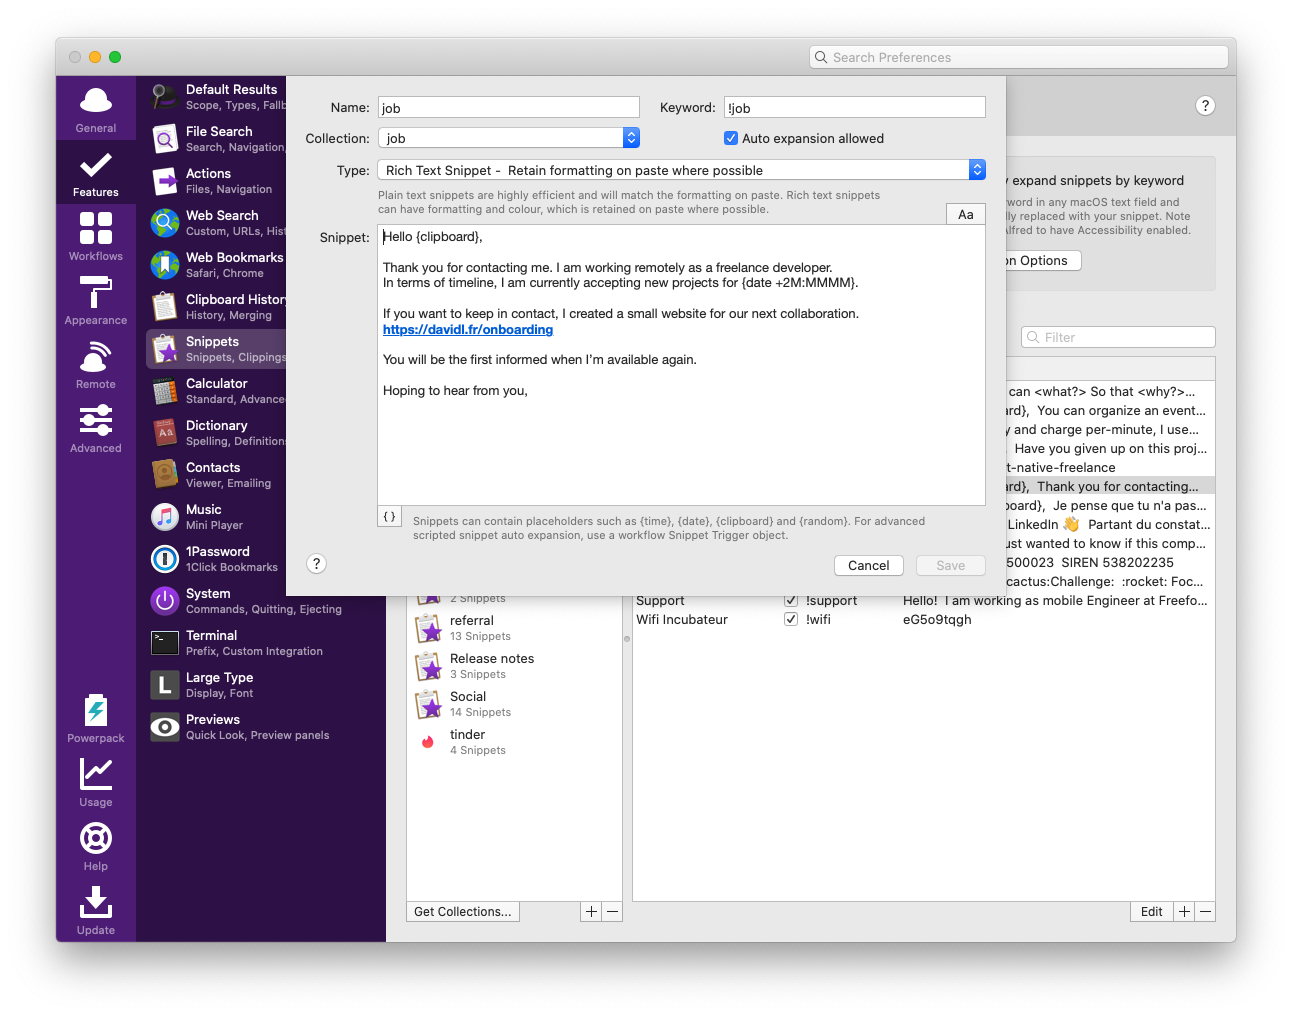 Search Preferences
General
Features
Workflows
Appearance
Remote
Advanced
Powerpack
Usage
Help
Update
Default Results
Scope, Types, Fallb
File Search
Search, Navigation,
Actions
Files, Navigation
Web Search
Custom, URLs, Hist
Web Bookmarks
Safari, Chrome
Clipboard History
History, Merging
Snippets
Snippets, Clippings
Calculator
Standard, Advance
Dictionary
Spelling, Definition
Contacts
Viewer, Emailing
Music
Mini Player
1Password
1Click Bookmarks
System
Commands, Quitting, Ejecting
Terminal
Prefix, Custom Integration
Large Type
Display, Font
Previews
Quick Look, Preview panels
Name: job
Keyword: !job
Collection: job
Auto expansion allowed
Type: Rich Text Snippet - Retain formatting on paste where possible
Plain text snippets are highly efficient and will match the formatting on paste. Rich text snippets
can have formatting and colour, which is retained on paste where possible.
Aa
Snippet:
Hello {clipboard},
Thank you for contacting me. I am working remotely as a freelance developer.
In terms of timeline, I am currently accepting new projects for {date +2M:MMMM}.
If you want to keep in contact, I created a small website for our next collaboration.
https://davidl.fr/onboarding
You will be the first informed when I'm available again.
Hoping to hear from you,
{ }
Snippets can contain placeholders such as {time}, {date}, {clipboard} and {random}. For advanced
scripted snippet auto expansion, use a workflow Snippet Trigger object.
?
Cancel
Save
?
y expand snippets by keyword
word in any macOS text field and
lly replaced with your snippet. Note
Alfred to have Accessibility enabled.
on Options
Filter
can <what?> So that <why?>...
ard}, You can organize an event...
y and charge per-minute, I use...
, Have you given up on this proj...
t-native-freelance
ard}, Thank you for contacting...
board}, Je pense que tu n'a pas...
LinkedIn 👋 Partant du constat...
ust wanted to know if this comp...
500023 SIREN 538202235
cactus:Challenge: :rocket: Foc...
Support !support Hello! I am working as mobile Engineer at Freefo...
Wifi Incubateur !wifi eG5o9tqgh
2 Snippets
referral
13 Snippets
Release notes
3 Snippets
Social
14 Snippets
tinder
4 Snippets
Get Collections...
+ −
Edit + −